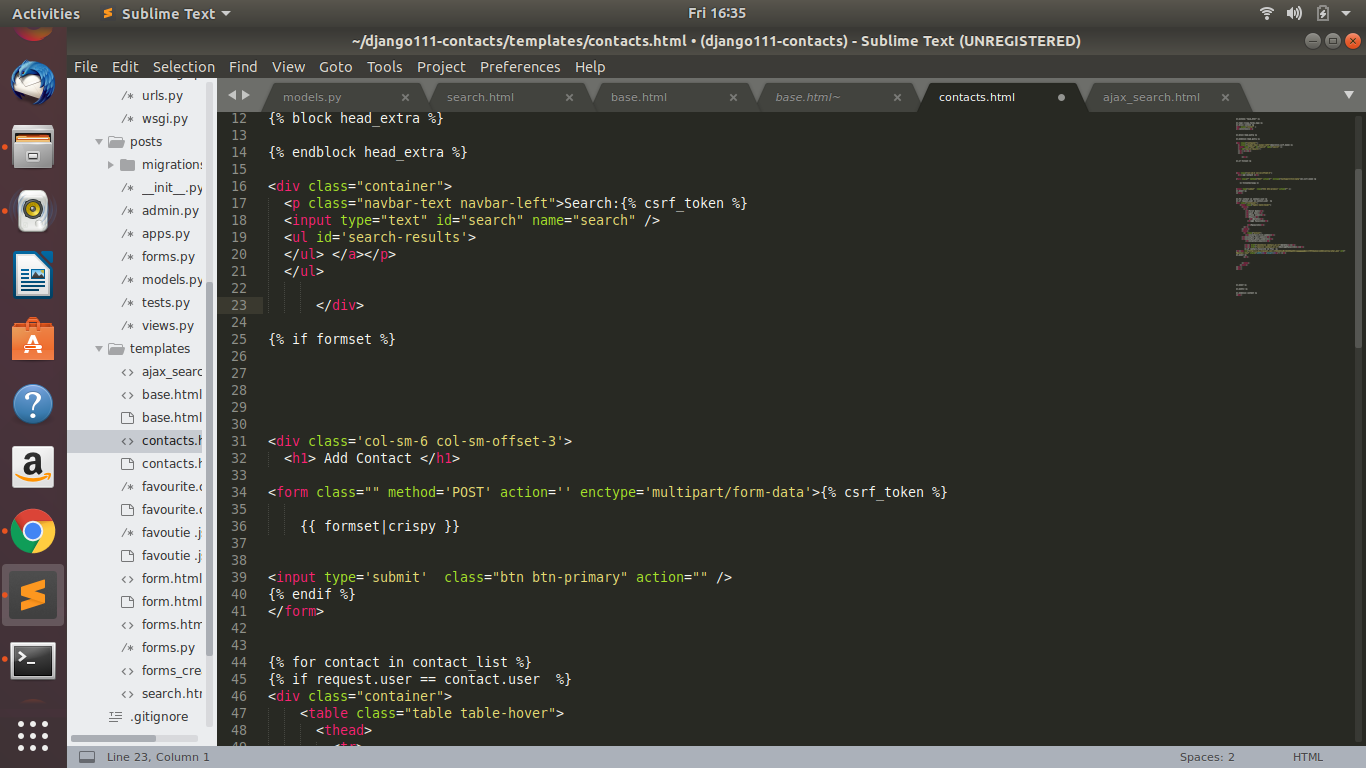 Activities Sublime Text Fri 16:35
~/django111-contacts/templates/contacts.html • (django111-contacts) - Sublime Text (UNREGISTERED)
File Edit Selection Find View Goto Tools Project Preferences Help
models.py search.html base.html base.html~ contacts.html ajax_search.html
/* urls.py
/* wsgi.py
posts
migrations
/* __init__.py
/* admin.py
/* apps.py
/* forms.py
/* models.py
/* tests.py
/* views.py
templates
<> ajax_searc
<> base.html
base.html
<> contacts.h
contacts.h
/* favourite.c
favourite.c
/* favoutie .js
favoutie .js
<> form.html
form.html
<> forms.htm
/* forms.py
<> forms_cre
<> search.htm
.gitignore
12 {% block head_extra %}
13
14 {% endblock head_extra %}
15
16 <div class="container">
17 <p class="navbar-text navbar-left">Search:{% csrf_token %}
18 <input type="text" id="search" name="search" />
19 <ul id='search-results'>
20 </ul> </a></p>
21 </ul>
22
23 </div>
24
25 {% if formset %}
26
27
28
29
30
31 <div class='col-sm-6 col-sm-offset-3'>
32 <h1> Add Contact </h1>
33
34 <form class="" method='POST' action='' enctype='multipart/form-data'>{% csrf_token %}
35
36 {{ formset|crispy }}
37
38
39 <input type='submit'  class="btn btn-primary" action="" />
40 {% endif %}
41 </form>
42
43
44 {% for contact in contact_list %}
45 {% if request.user == contact.user  %}
46 <div class="container">
47 <table class="table table-hover">
48 <thead>
49 <tr>
Line 23, Column 1 Spaces: 2 HTML